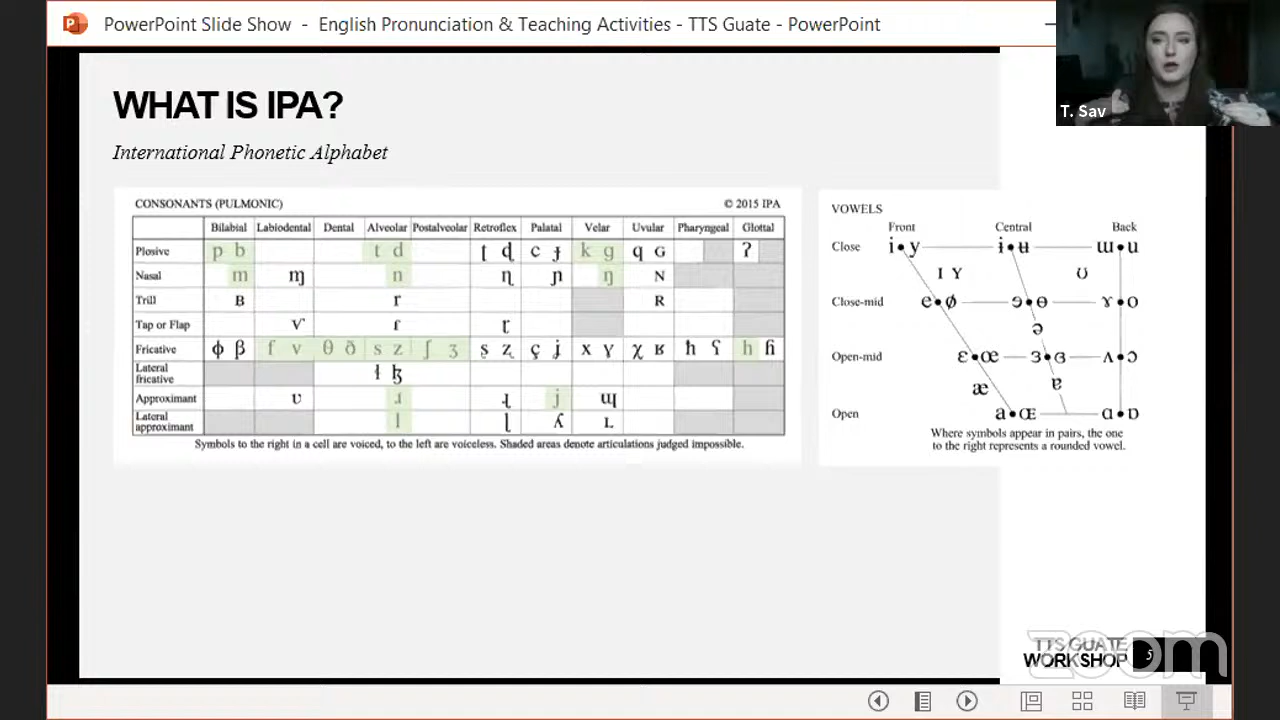 PowerPoint Slide Show - English Pronunciation & Teaching Activities - TTS Guate - PowerPoint
T. Sav
WHAT IS IPA?
International Phonetic Alphabet
CONSONANTS (PULMONIC) © 2015 IPA
Bilabial Labiodental Dental Alveolar Postalveolar Retroflex Palatal Velar Uvular Pharyngeal Glottal
Plosive p b t d ʈ ɖ c ɟ k g q ɢ ʔ
Nasal m ɱ n ɳ ɲ ŋ ɴ
Trill ʙ r ʀ
Tap or Flap ⱱ ɾ ɽ
Fricative ɸ β f v θ ð s z ʃ ʒ ʂ ʐ ç ʝ x ɣ χ ʁ ħ ʕ h ɦ
Lateral
fricative ɬ ɮ
Approximant ʋ ɹ ɻ j ɰ
Lateral
approximant l ɭ ʎ ʟ
Symbols to the right in a cell are voiced, to the left are voiceless. Shaded areas denote articulations judged impossible.
VOWELS
Front Central Back
Close i y ɨ ʉ ɯ u
ɪ ʏ ʊ
Close-mid e ø ɘ ɵ ɤ o
ə
Open-mid ɛ œ ɜ ɞ ʌ ɔ
æ ɐ
Open a ɶ ɑ ɒ
Where symbols appear in pairs, the one
to the right represents a rounded vowel.
TTS GUATE
WORKSHOP 5
zoom